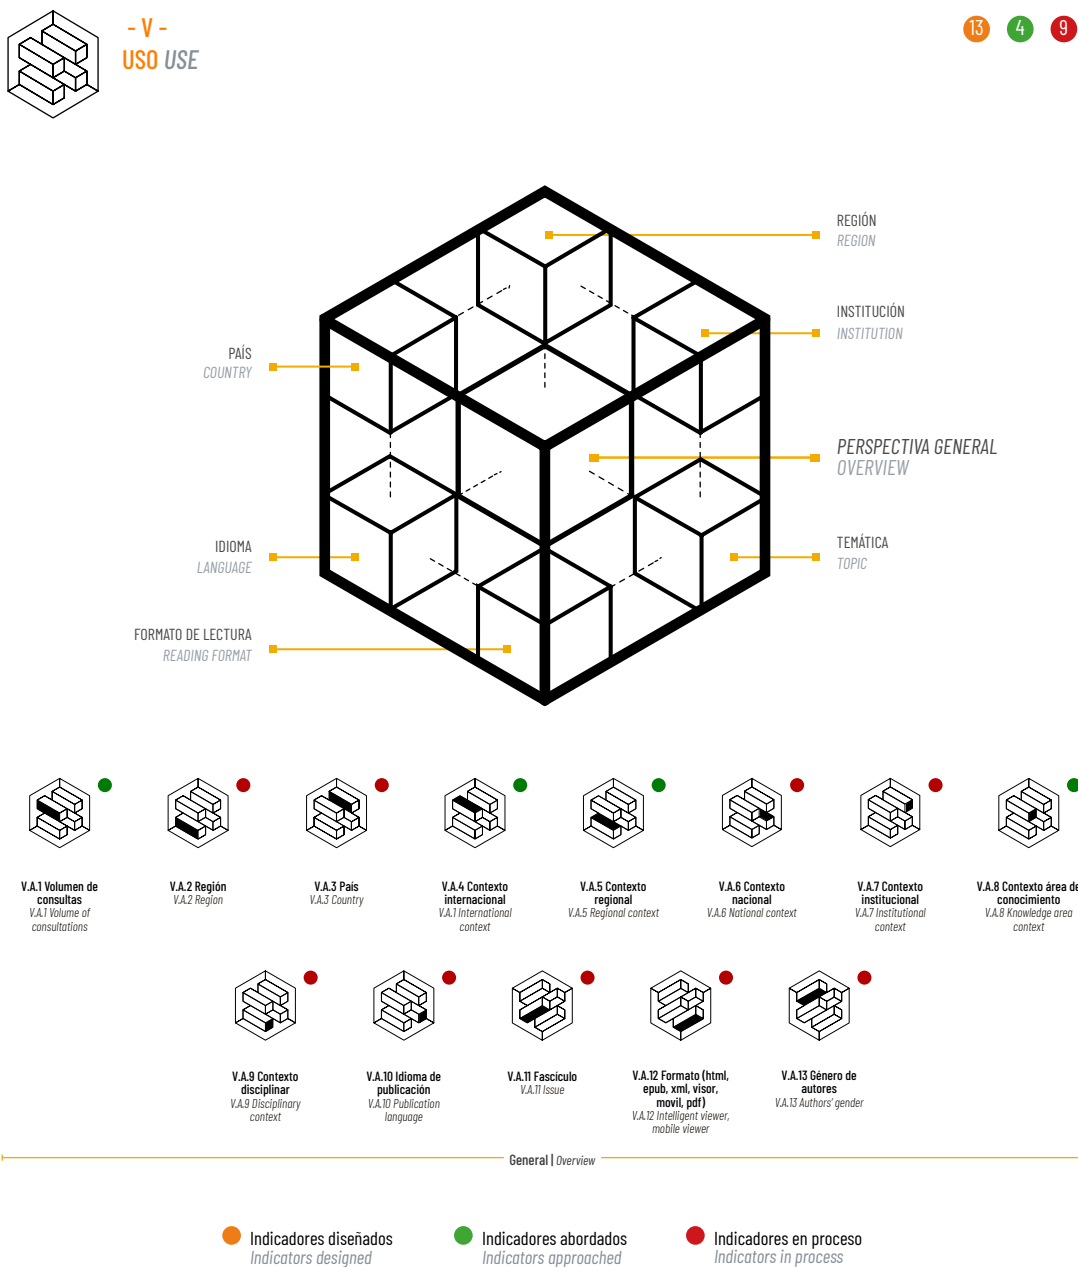 - V -
USO USE
13 4 9
REGIÓN
REGION
INSTITUCIÓN
INSTITUTION
PAÍS
COUNTRY
PERSPECTIVA GENERAL
OVERVIEW
IDIOMA
LANGUAGE
TEMÁTICA
TOPIC
FORMATO DE LECTURA
READING FORMAT
V.A.1 Volumen de
consultas
V.A.1 Volume of
consultations
V.A.2 Región
V.A.2 Region
V.A.3 País
V.A.3 Country
V.A.4 Contexto
internacional
V.A.1 International
context
V.A.5 Contexto
regional
V.A.5 Regional context
V.A.6 Contexto
nacional
V.A.6 National context
V.A.7 Contexto
institucional
V.A.7 Institutional
context
V.A.8 Contexto área de
conocimiento
V.A.8 Knowledge area
context
V.A.9 Contexto
disciplinar
V.A.9 Disciplinary
context
V.A.10 Idioma de
publicación
V.A.10 Publication
language
V.A.11 Fascículo
V.A.11 Issue
V.A.12 Formato (html,
epub, xml, visor,
movil, pdf)
V.A.12 Intelligent viewer,
mobile viewer
V.A.13 Género de
autores
V.A.13 Authors' gender
General | Overview
Indicadores diseñados
Indicators designed
Indicadores abordados
Indicators approached
Indicadores en proceso
Indicators in process